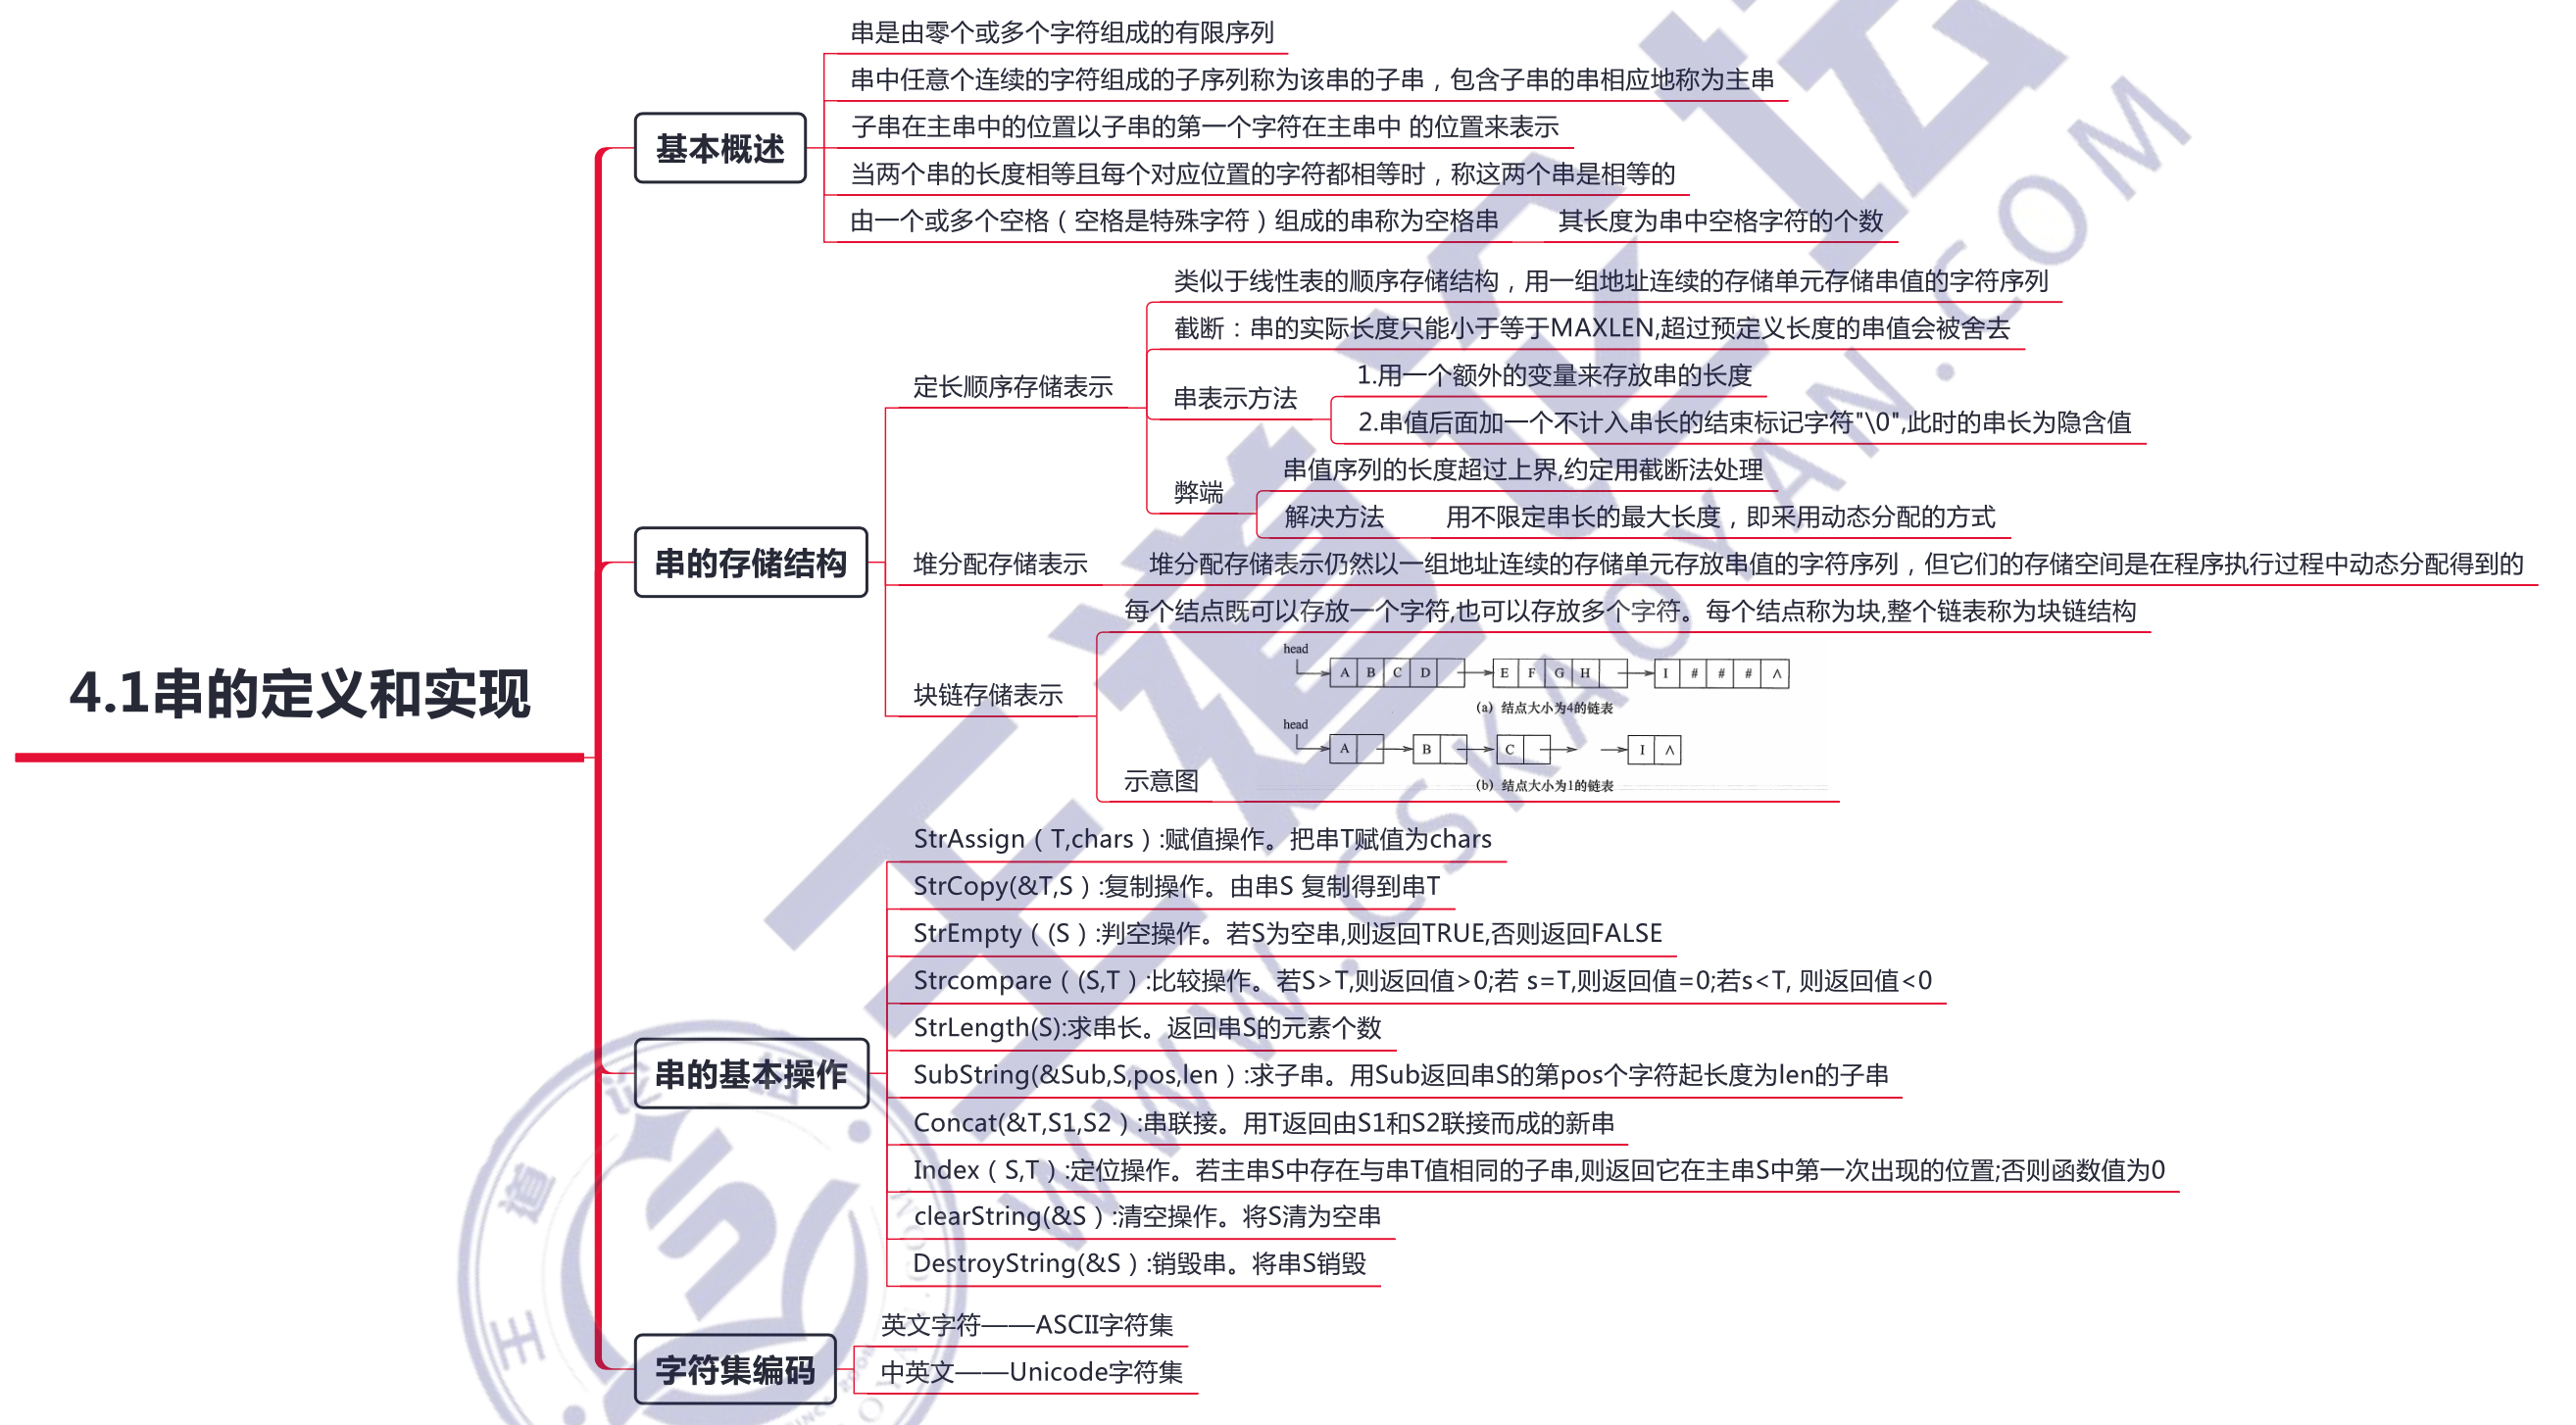 4.1串的定义和实现
基本概述
串是由零个或多个字符组成的有限序列
串中任意个连续的字符组成的子序列称为该串的子串，包含子串的串相应地称为主串
子串在主串中的位置以子串的第一个字符在主串中 的位置来表示
当两个串的长度相等且每个对应位置的字符都相等时，称这两个串是相等的
由一个或多个空格（空格是特殊字符）组成的串称为空格串
其长度为串中空格字符的个数
串的存储结构
定长顺序存储表示
类似于线性表的顺序存储结构，用一组地址连续的存储单元存储串值的字符序列
截断：串的实际长度只能小于等于MAXLEN,超过预定义长度的串值会被舍去
串表示方法
1.用一个额外的变量来存放串的长度
2.串值后面加一个不计入串长的结束标记字符"\0",此时的串长为隐含值
弊端
串值序列的长度超过上界,约定用截断法处理
解决方法
用不限定串长的最大长度，即采用动态分配的方式
堆分配存储表示
堆分配存储表示仍然以一组地址连续的存储单元存放串值的字符序列，但它们的存储空间是在程序执行过程中动态分配得到的
块链存储表示
每个结点既可以存放一个字符,也可以存放多个字符。每个结点称为块,整个链表称为块链结构
示意图
head
A B C D E F G H I # # # ∧
(a) 结点大小为4的链表
head
A B C I ∧
(b) 结点大小为1的链表
串的基本操作
StrAssign（T,chars）:赋值操作。把串T赋值为chars
StrCopy(&T,S）:复制操作。由串S 复制得到串T
StrEmpty（(S）:判空操作。若S为空串,则返回TRUE,否则返回FALSE
Strcompare（(S,T）:比较操作。若S>T,则返回值>0;若 s=T,则返回值=0;若s<T, 则返回值<0
StrLength(S):求串长。返回串S的元素个数
SubString(&Sub,S,pos,len）:求子串。用Sub返回串S的第pos个字符起长度为len的子串
Concat(&T,S1,S2）:串联接。用T返回由S1和S2联接而成的新串
Index（S,T）:定位操作。若主串S中存在与串T值相同的子串,则返回它在主串S中第一次出现的位置;否则函数值为0
clearString(&S）:清空操作。将S清为空串
DestroyString(&S）:销毁串。将串S销毁
字符集编码
英文字符——ASCII字符集
中英文——Unicode字符集
王道论坛
WWW.CSKAOYAN.COM